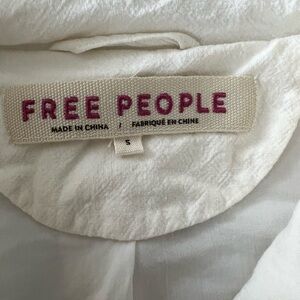 FREE PEOPLE
MADE IN CHINA / FABRIQUÉ EN CHINE
S